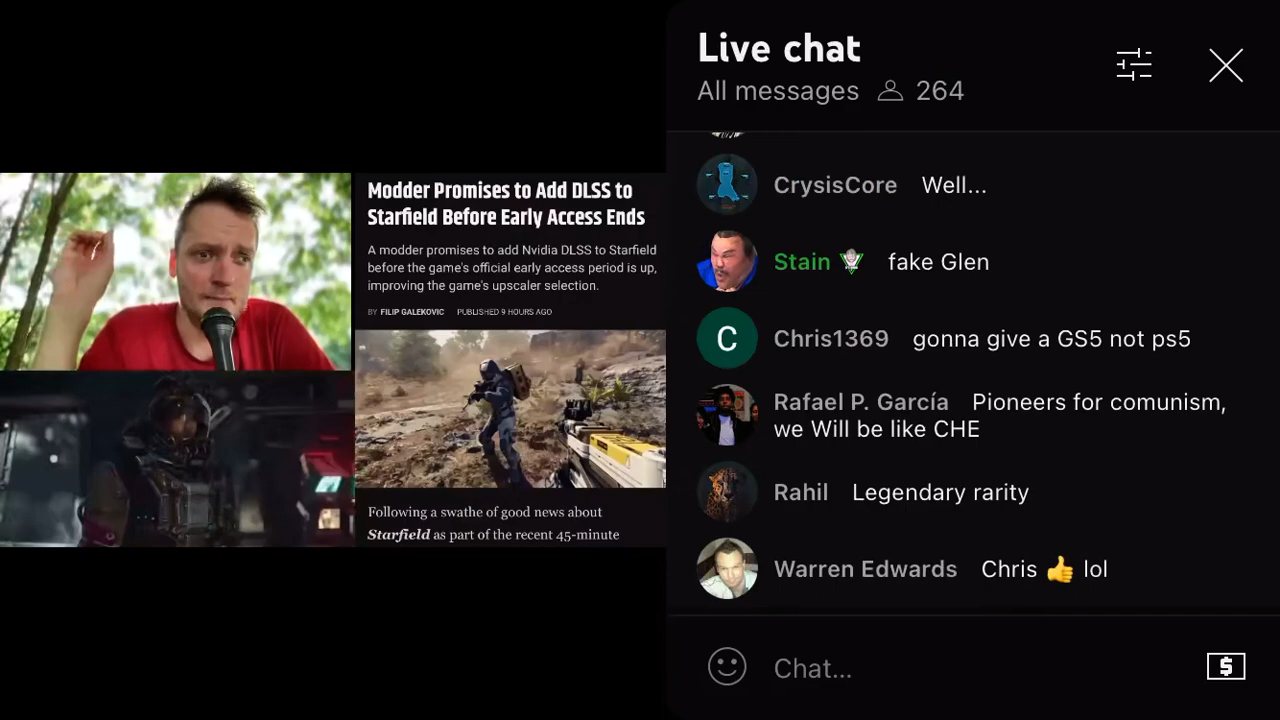 Modder Promises to Add DLSS to
Starfield Before Early Access Ends
A modder promises to add Nvidia DLSS to Starfield
before the game's official early access period is up,
improving the game's upscaler selection.
BY FILIP GALEKOVIC PUBLISHED 9 HOURS AGO
Following a swathe of good news about
Starfield as part of the recent 45-minute
Live chat
All messages 264
CrysisCore Well...
Stain fake Glen
C Chris1369 gonna give a GS5 not ps5
Rafael P. García Pioneers for comunism,
we Will be like CHE
Rahil Legendary rarity
Warren Edwards Chris 👍 lol
Chat...
$